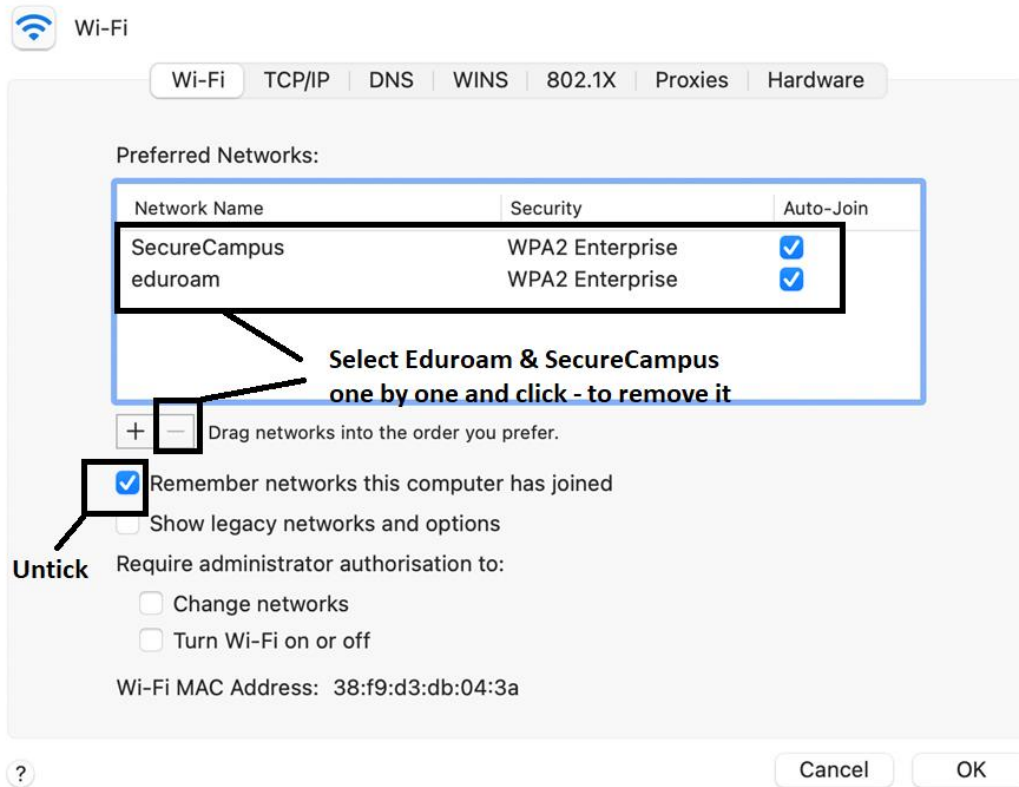 Wi-Fi
Wi-Fi TCP/IP DNS WINS 802.1X Proxies Hardware
Preferred Networks:
Network Name Security Auto-Join
SecureCampus WPA2 Enterprise
eduroam WPA2 Enterprise
Select Eduroam & SecureCampus
one by one and click - to remove it
+ - Drag networks into the order you prefer.
Remember networks this computer has joined
Show legacy networks and options
Untick
Require administrator authorisation to:
Change networks
Turn Wi-Fi on or off
Wi-Fi MAC Address: 38:f9:d3:db:04:3a
? Cancel OK